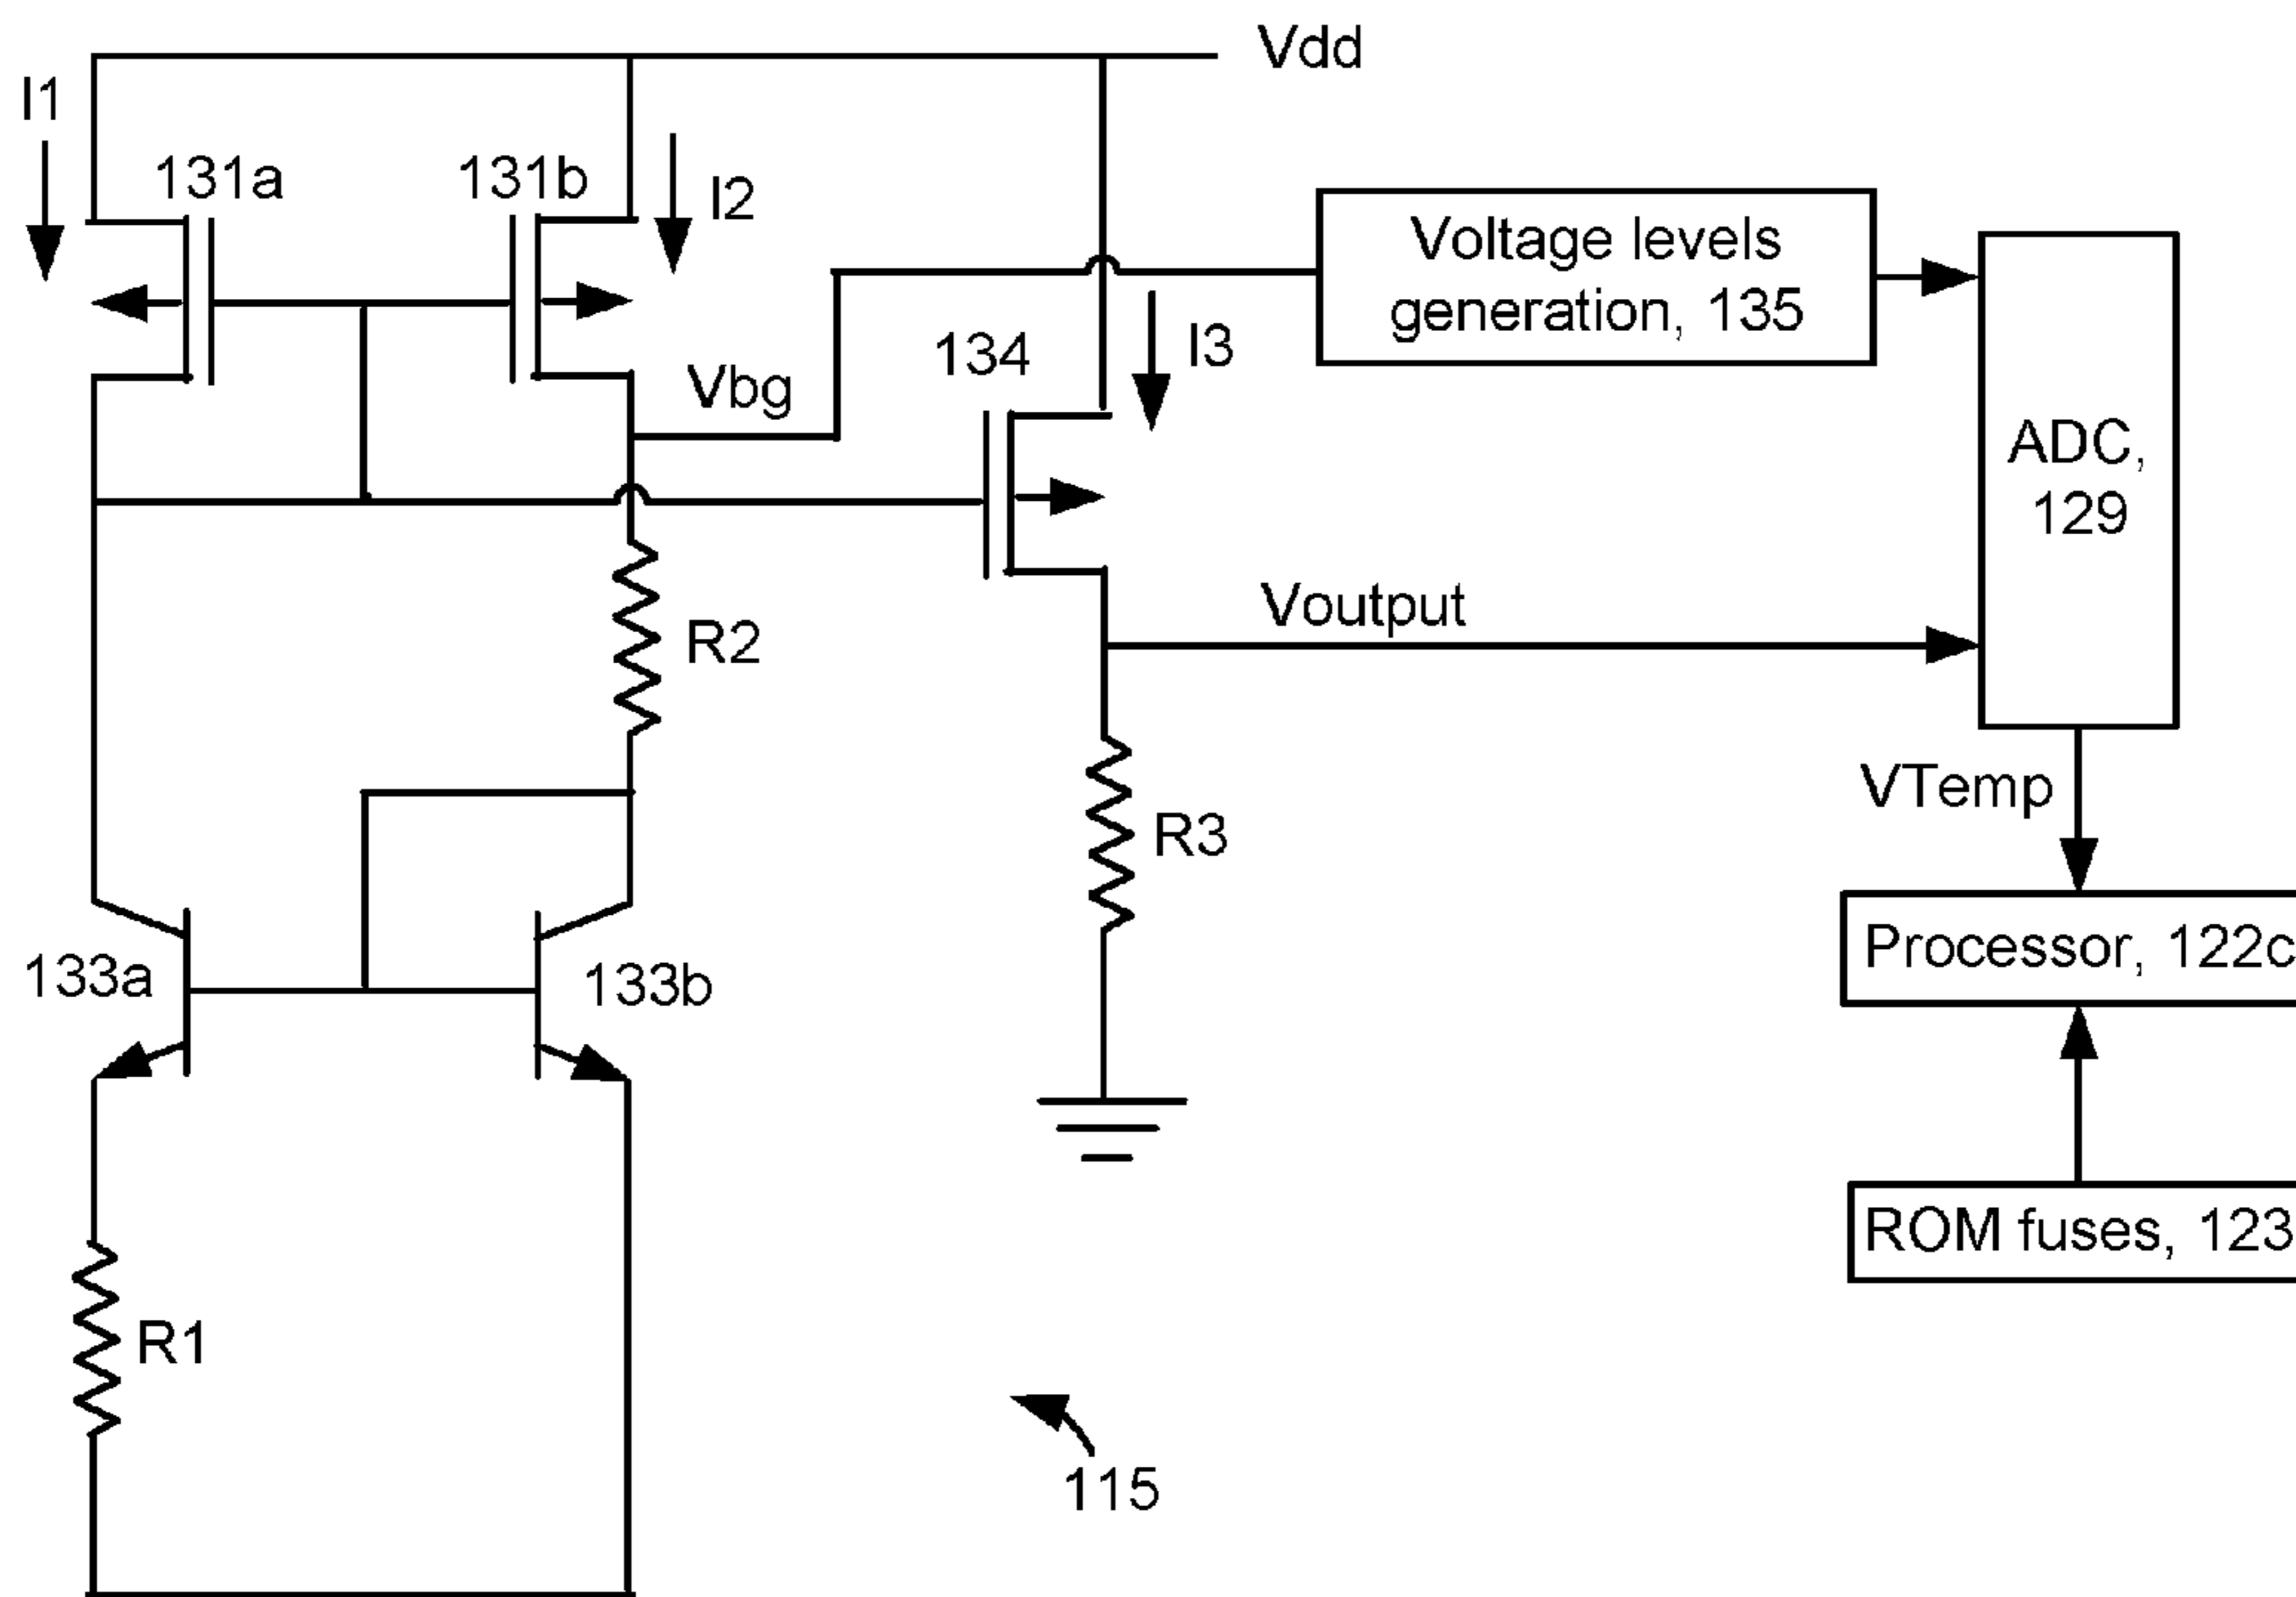 Vdd
I1
131a
131b
I2
Voltage levels
generation, 135
134
I3
Vbg
ADC,
129
Voutput
R2
VTemp
R3
Processor, 122c
133a
133b
ROM fuses, 123
R1
115